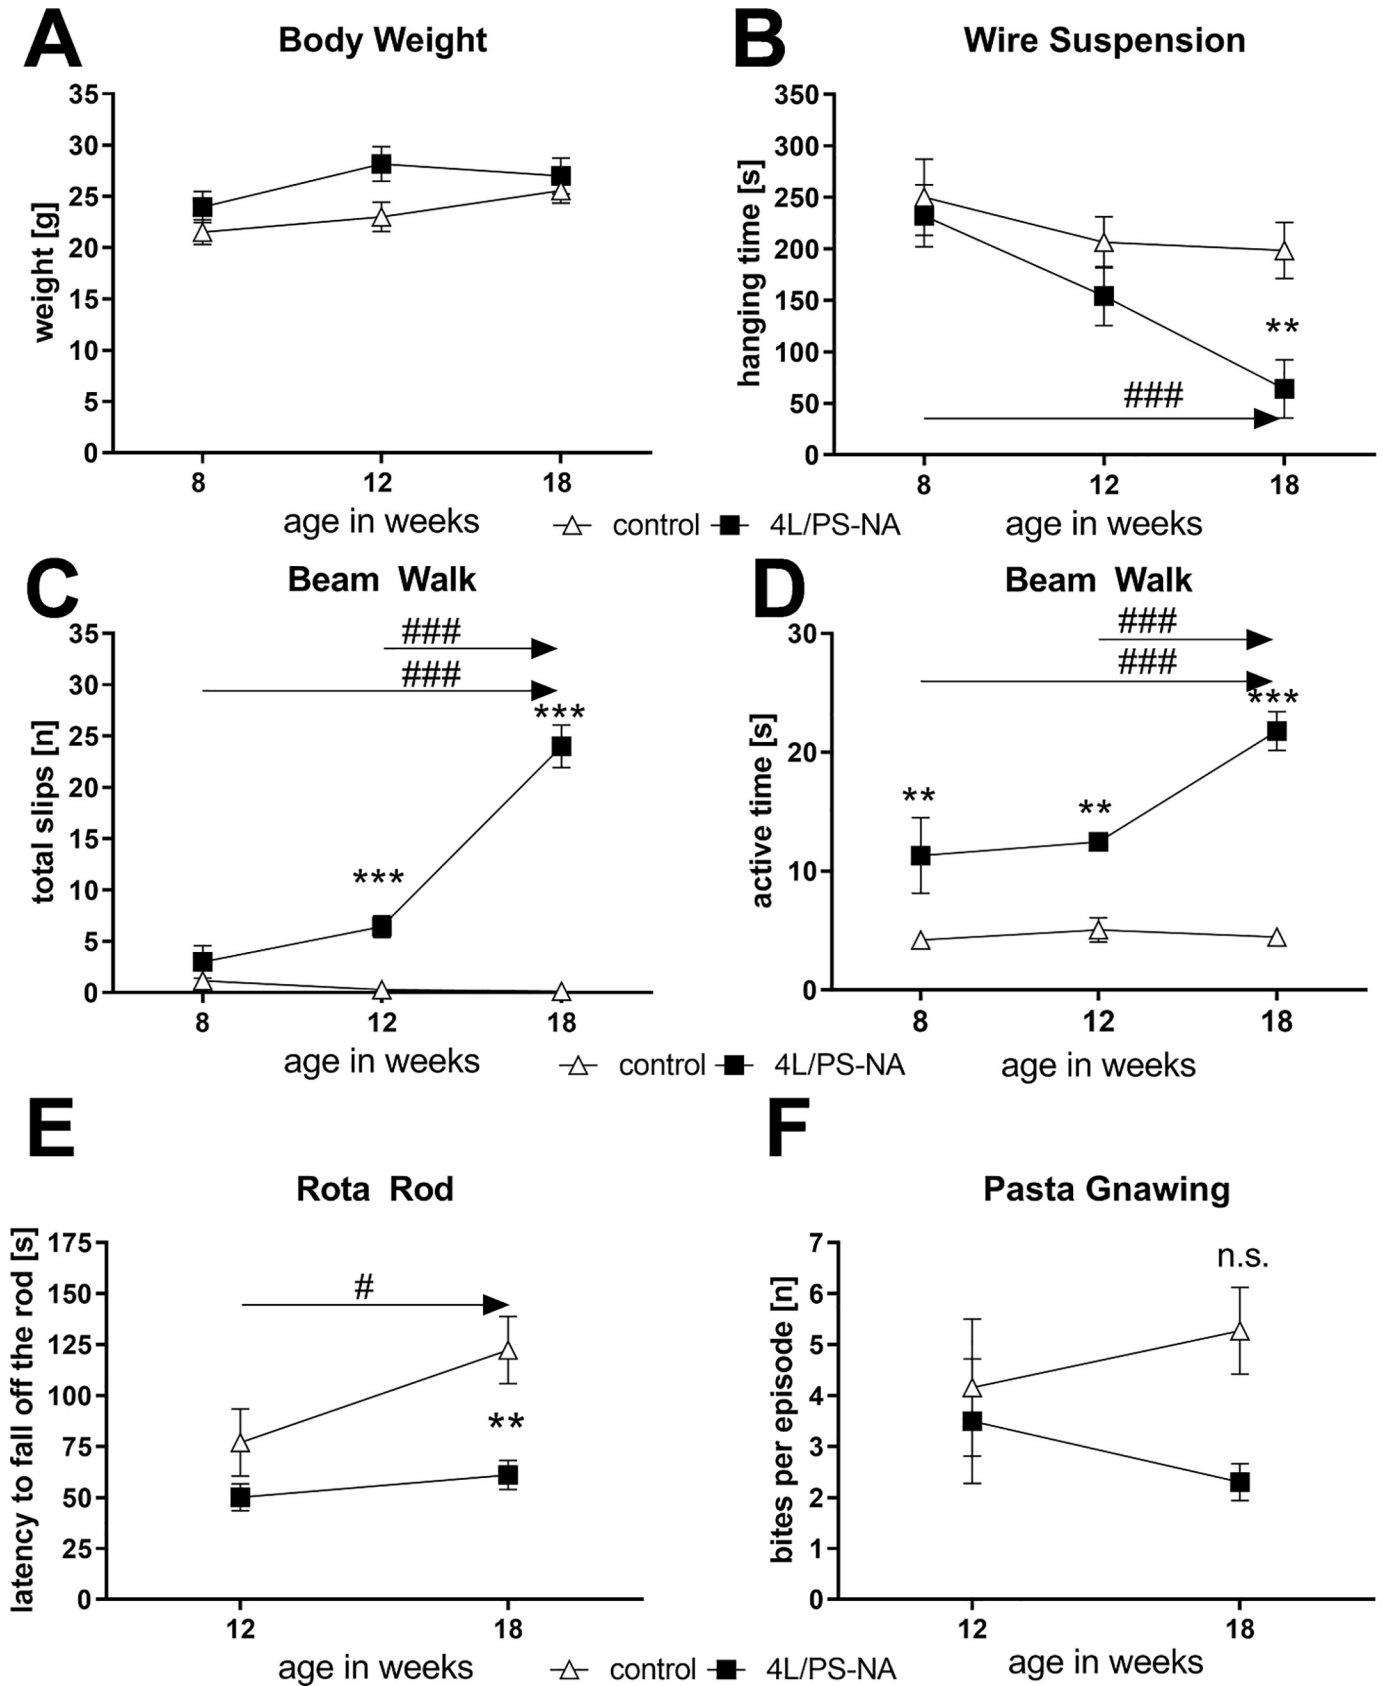 A
Body Weight
35
30
25
20
15
10
5
0
weight [g]
8 12 18
age in weeks
B
Wire Suspension
350
300
250
200
150
100
50
0
hanging time [s]
**
###
8 12 18
age in weeks
control 4L/PS-NA
C
Beam Walk
###
###
***
***
35
30
25
20
15
10
5
0
total slips [n]
8 12 18
age in weeks
D
Beam Walk
###
###
***
**
**
30
20
10
0
active time [s]
8 12 18
age in weeks
control 4L/PS-NA
E
Rota Rod
175
150
125
100
75
50
25
0
latency to fall off the rod [s]
#
**
12 18
age in weeks
F
Pasta Gnawing
7
6
5
4
3
2
1
0
bites per episode [n]
n.s.
12 18
age in weeks
control 4L/PS-NA